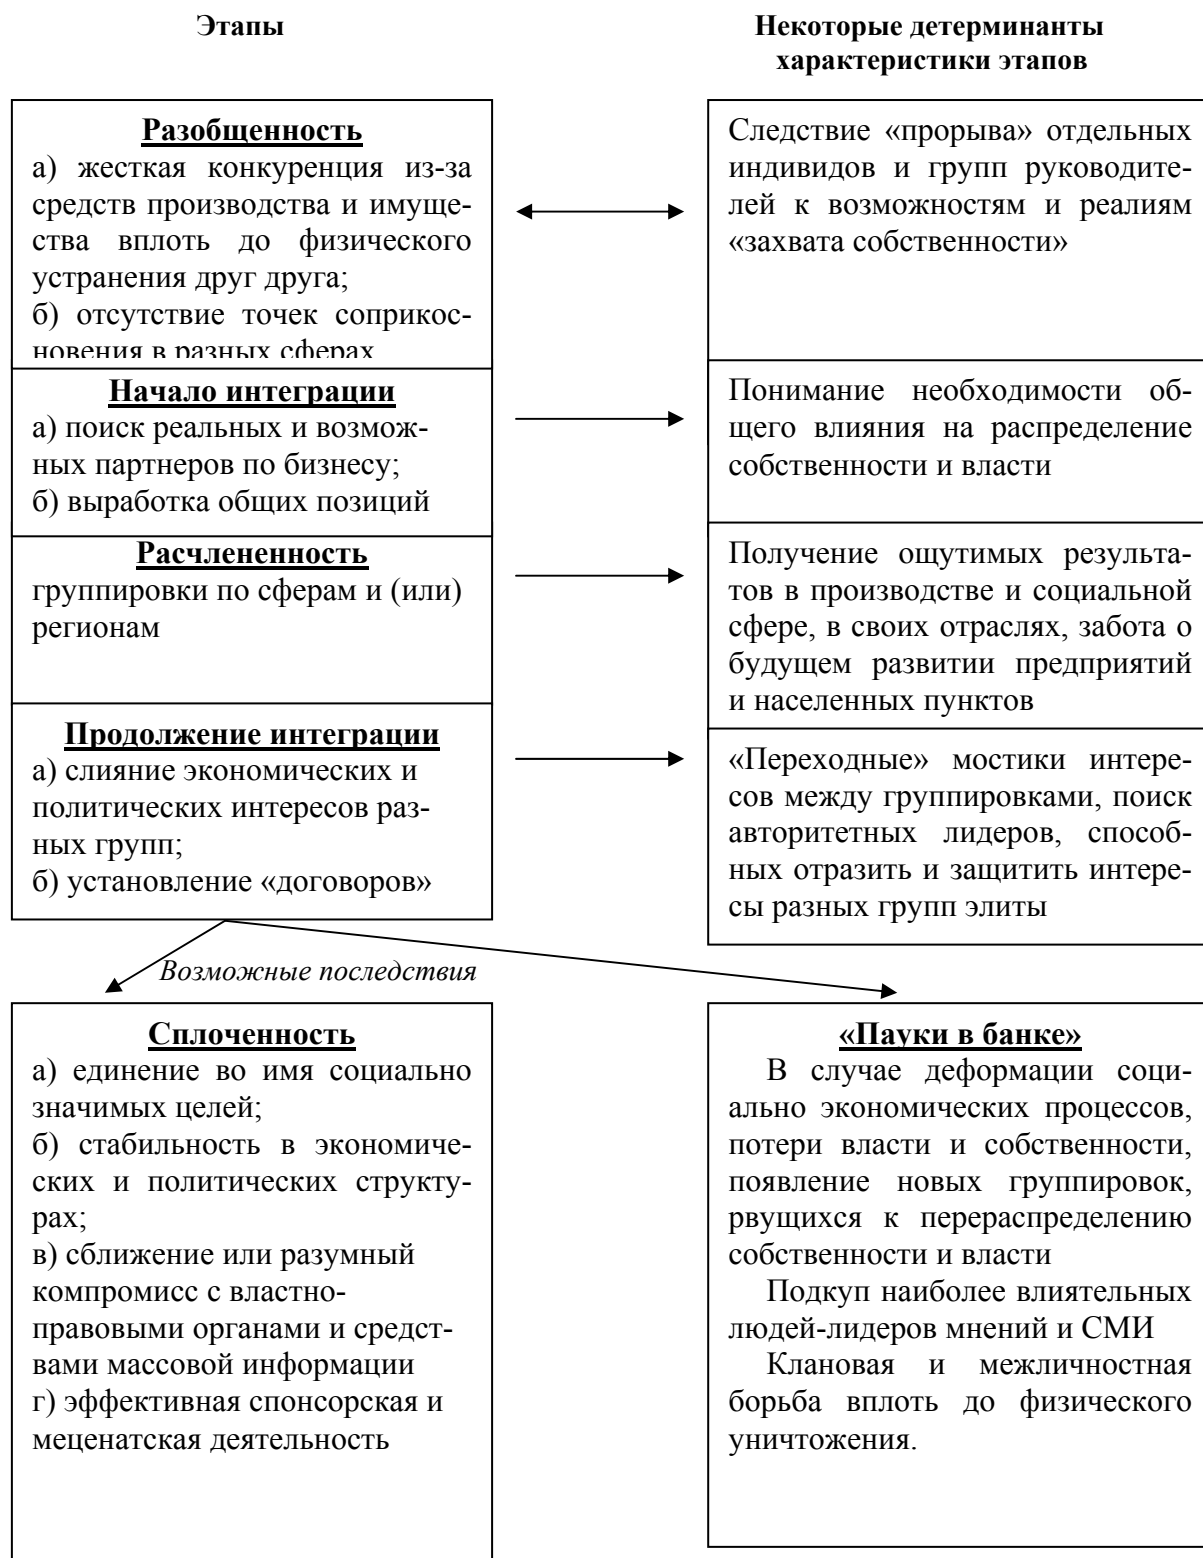 Этапы
Некоторые детерминанты
характеристики этапов
Разобщенность
а) жесткая конкуренция из-за
средств производства и имуще-
ства вплоть до физического
устранения друг друга;
б) отсутствие точек соприкос-
новения в разных сферах
Следствие «прорыва» отдельных
индивидов и групп руководите-
лей к возможностям и реалиям
«захвата собственности»
Начало интеграции
а) поиск реальных и возмож-
ных партнеров по бизнесу;
б) выработка общих позиций
Понимание необходимости об-
щего влияния на распределение
собственности и власти
Расчлененность
группировки по сферам и (или)
регионам
Получение ощутимых результа-
тов в производстве и социальной
сфере, в своих отраслях, забота о
будущем развитии предприятий
и населенных пунктов
Продолжение интеграции
а) слияние экономических и
политических интересов раз-
ных групп;
б) установление «договоров»
«Переходные» мостики интере-
сов между группировками, поиск
авторитетных лидеров, способ-
ных отразить и защитить интере-
сы разных групп элиты
Возможные последствия
Сплоченность
а) единение во имя социально
значимых целей;
б) стабильность в экономиче-
ских и политических структу-
рах;
в) сближение или разумный
компромисс с властно-
правовыми органами и средст-
вами массовой информации
г) эффективная спонсорская и
меценатская деятельность
«Пауки в банке»
В случае деформации соци-
ально экономических процессов,
потери власти и собственности,
появление новых группировок,
рвущихся к перераспределению
собственности и власти
Подкуп наиболее влиятельных
людей-лидеров мнений и СМИ
Клановая и межличностная
борьба вплоть до физического
уничтожения.